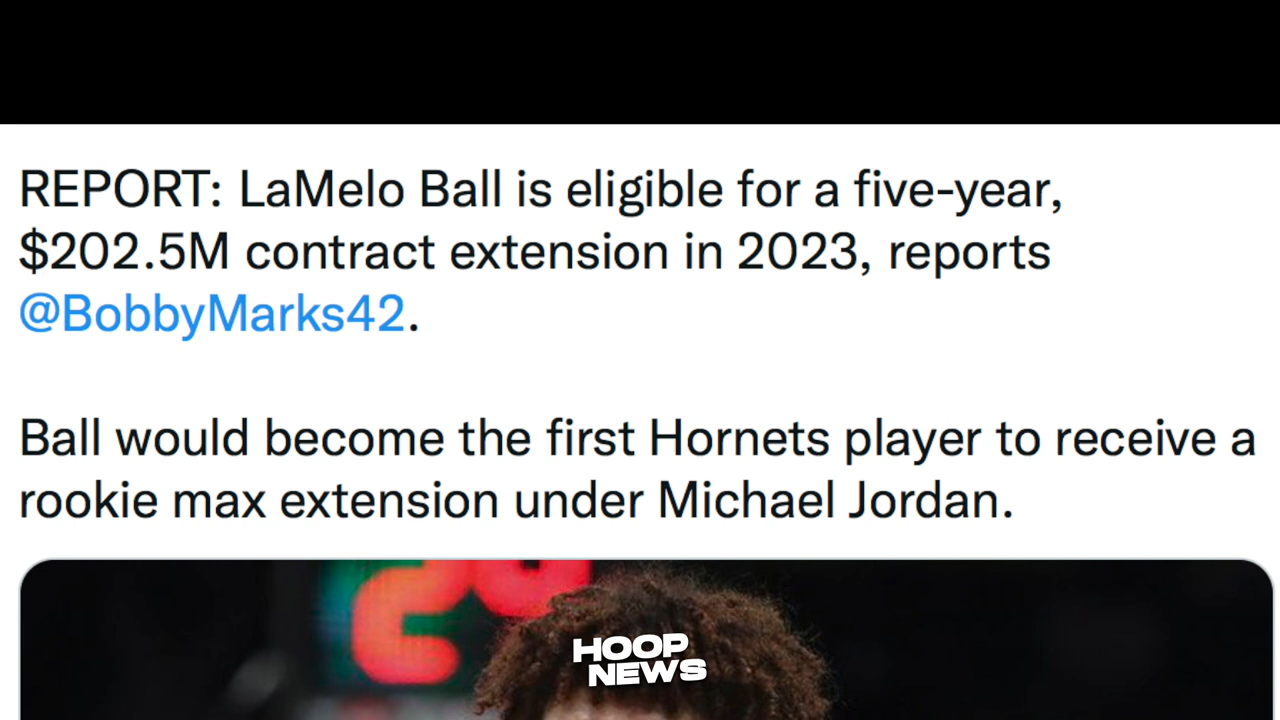 REPORT: LaMelo Ball is eligible for a five-year,
$202.5M contract extension in 2023, reports
@BobbyMarks42.
Ball would become the first Hornets player to receive a
rookie max extension under Michael Jordan.
HOOP
NEWS